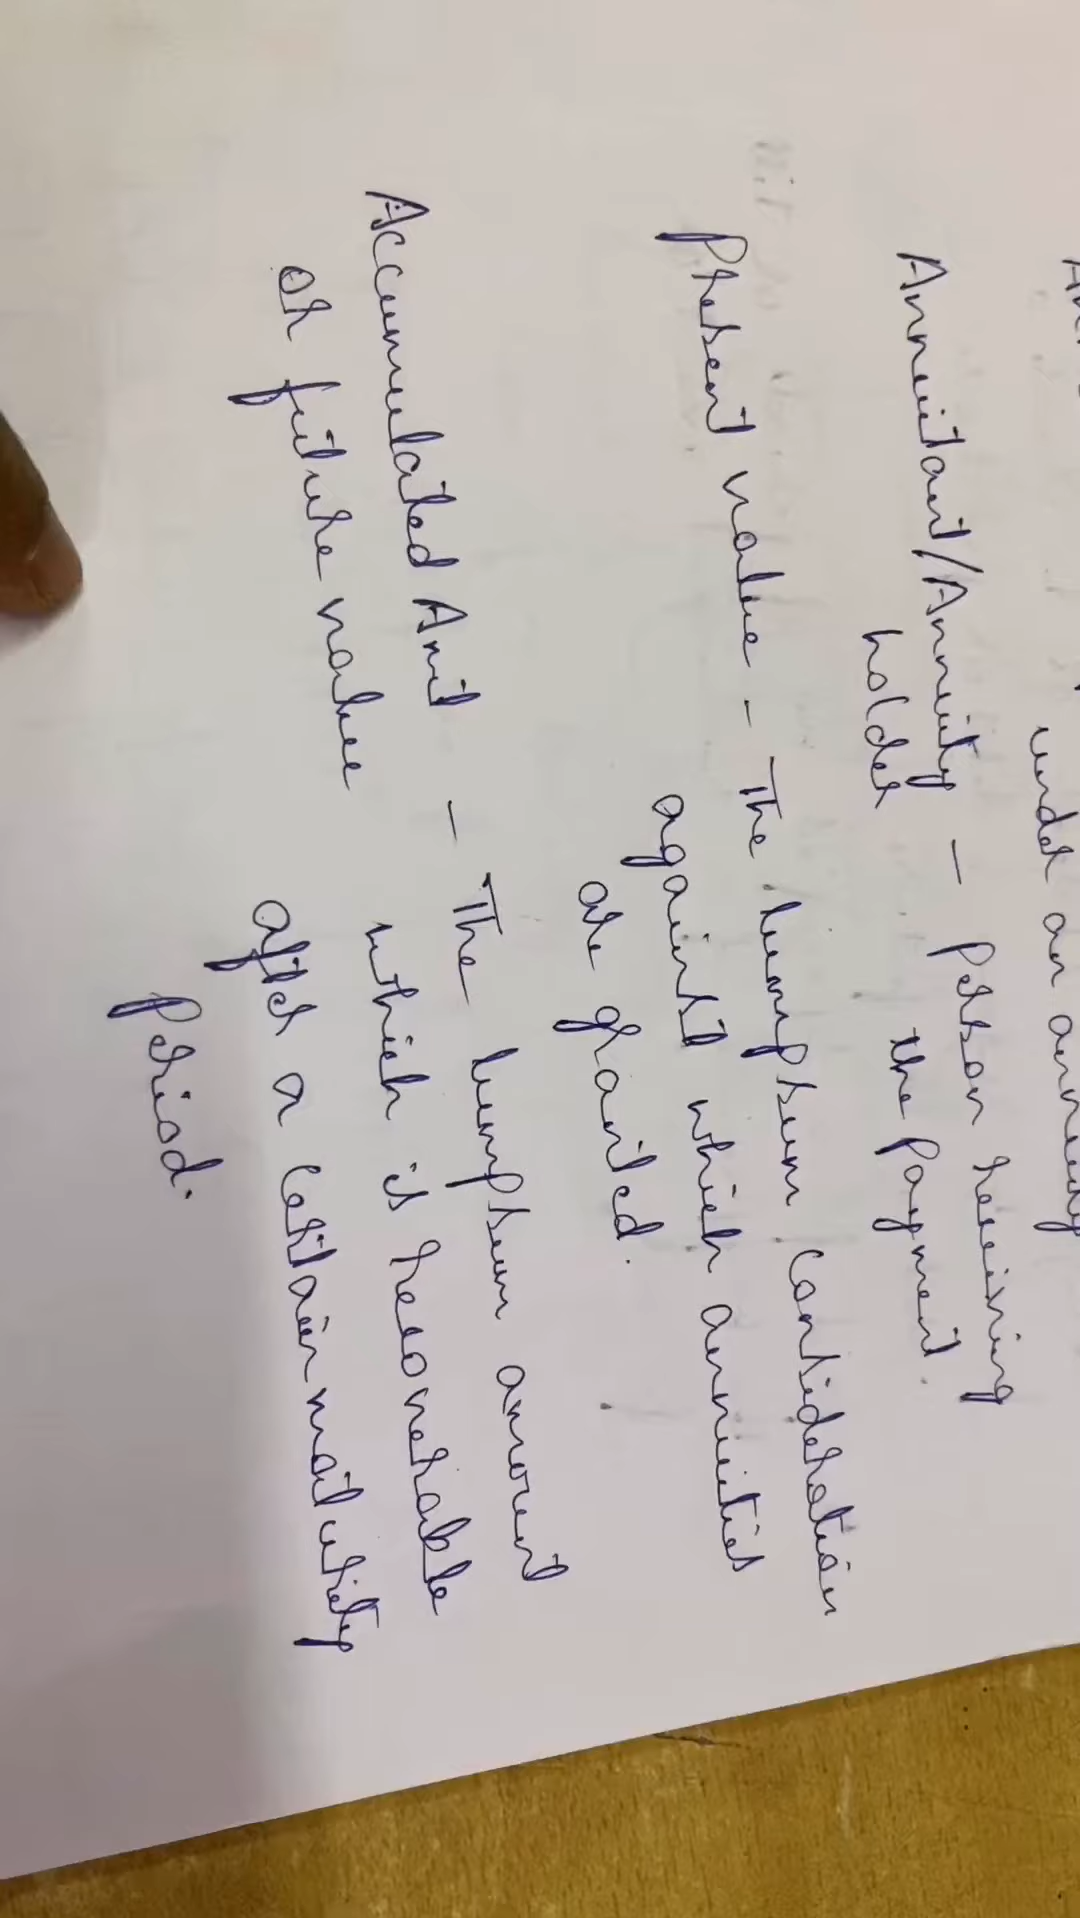 under an annuity
Annuitant/Annuity – Person receiving
holder the payment
Present value - The lumpsum consideration
against which annuities
are granted.
Accumulated Amt – The lumpsum amount
or future value which is recoverable
after a certain maturity
Period.